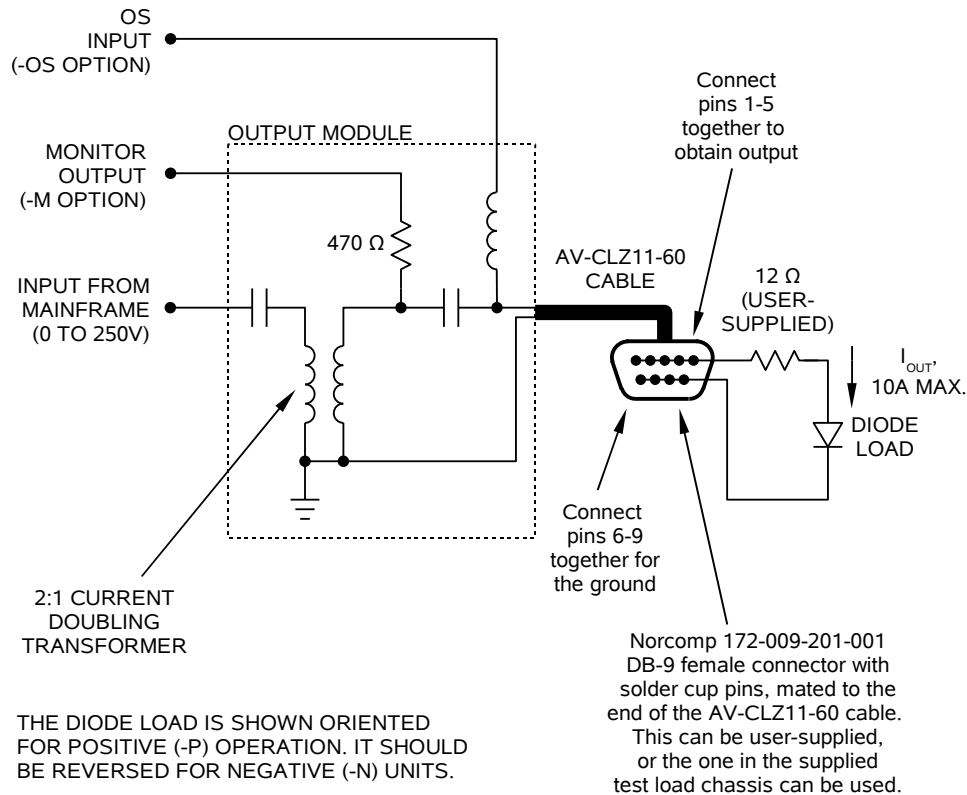 OS
INPUT
(-OS OPTION)
Connect
pins 1-5
together to
obtain output
OUTPUT MODULE
MONITOR
OUTPUT
(-M OPTION)
470 Ω
AV-CLZ11-60
CABLE
12 Ω
(USER-
SUPPLIED)
INPUT FROM
MAINFRAME
(0 TO 250V)
I OUT,
10A MAX.
DIODE
LOAD
Connect
pins 6-9
together for
the ground
2:1 CURRENT
DOUBLING
TRANSFORMER
Norcomp 172-009-201-001
DB-9 female connector with
solder cup pins, mated to the
end of the AV-CLZ11-60 cable.
This can be user-supplied,
or the one in the supplied
test load chassis can be used.
THE DIODE LOAD IS SHOWN ORIENTED
FOR POSITIVE (-P) OPERATION. IT SHOULD
BE REVERSED FOR NEGATIVE (-N) UNITS.